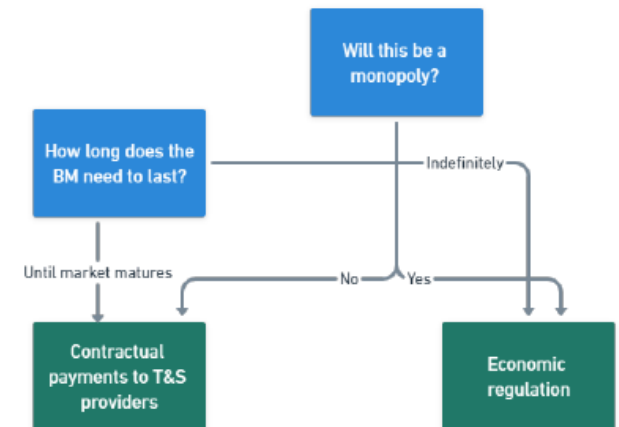 Will this be a
monopoly?
How long does the
BM need to last?
Indefinitely
Until market matures
No
Yes
Contractual
payments to T&S
providers
Economic
regulation